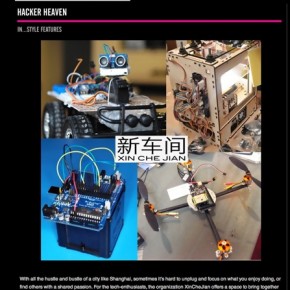 HACKER HEAVEN
IN...STYLE FEATURES
新车间
XIN CHE JIAN
With all the hustle and bustle of a city like Shanghai, sometimes it's hard to unplug and focus on what you enjoy doing, or
find others with a shared passion. For the tech-enthusiasts, the organization XinCheJian offers a space to bring together